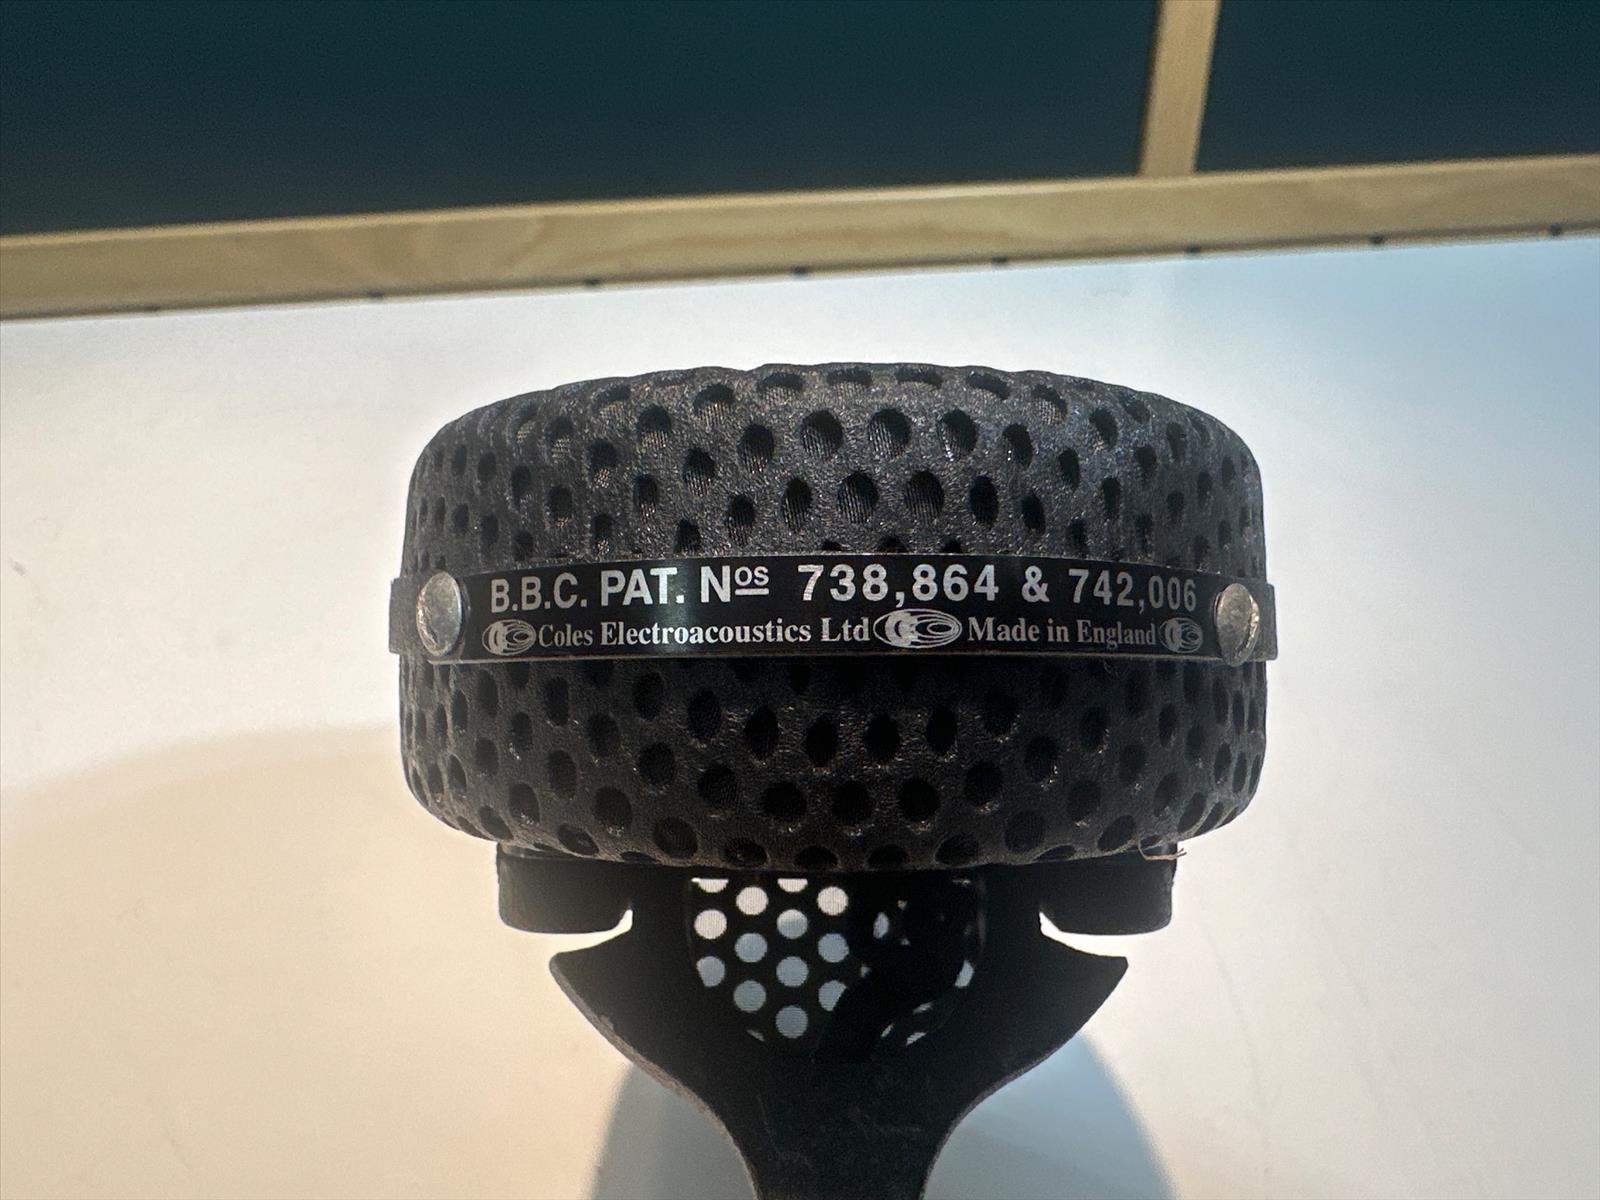 B.B.C. PAT. Nos 738,864 & 742,006
Coles Electroacoustics Ltd Made in England